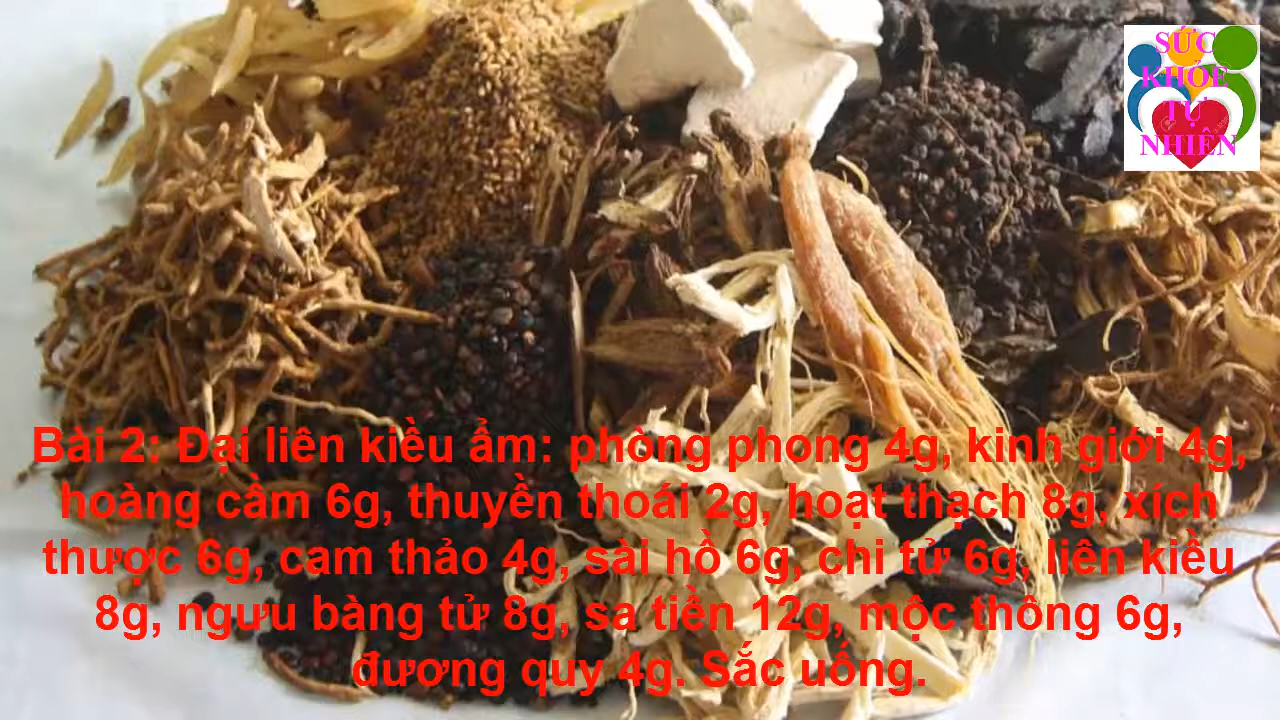 SỨC
KHỎE
TỰ
NHIÊN
Bài 2: Đại liên kiều ẩm: phòng phong 4g, kinh giới 4g,
hoàng cầm 6g, thuyền thoái 2g, hoạt thạch 8g, xích
thược 6g, cam thảo 4g, sài hồ 6g, chi tử 6g, liên kiều
8g, ngưu bàng tử 8g, sa tiền 12g, mộc thông 6g,
đương quy 4g. Sắc uống.